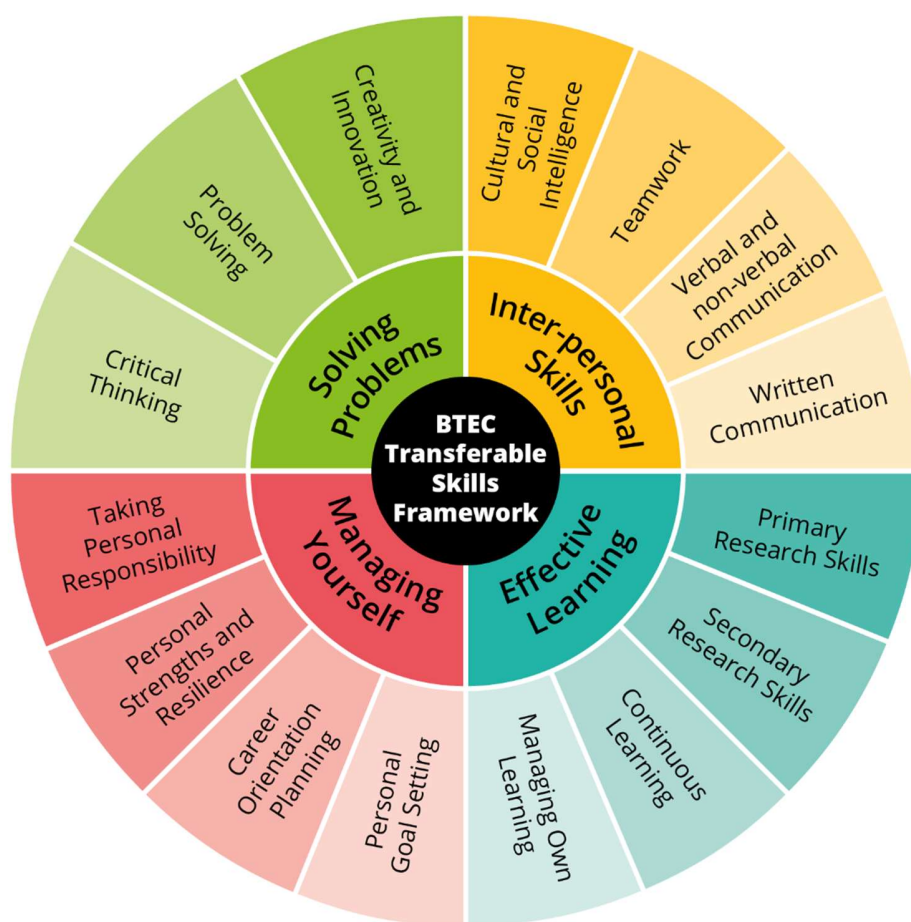 BTEC
Transferable
Skills
Framework
Solving
Problems
Critical
Thinking
Problem
Solving
Creativity and
Innovation
Inter-personal
Skills
Cultural and
Social
Intelligence
Teamwork
Verbal and
non-verbal
Communication
Written
Communication
Effective
Learning
Primary
Research Skills
Secondary
Research Skills
Continuous
Learning
Managing Own
Learning
Managing
Yourself
Personal
Goal Setting
Career
Orientation
Planning
Personal
Strengths and
Resilience
Taking
Personal
Responsibility